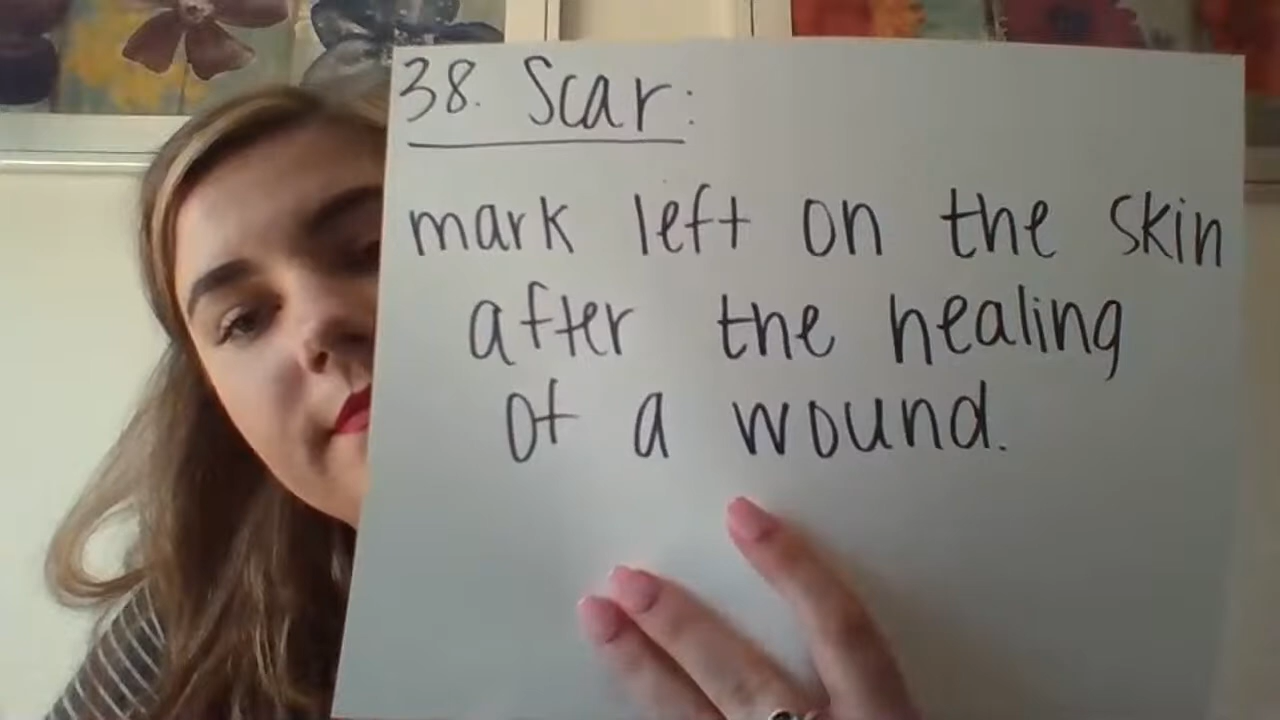 38. Scar:
mark left on the skin
after the healing
of a wound.